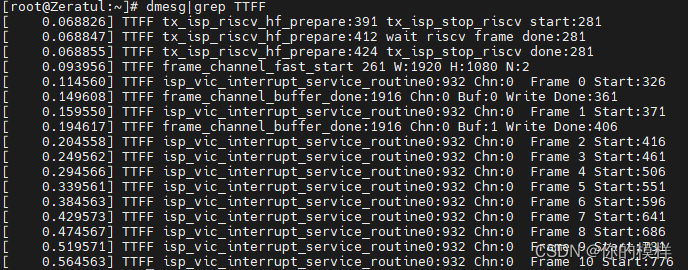 [root@Zeratul:~]# dmesg|grep TTFF
[    0.068826] TTFF tx_isp_riscv_hf_prepare:391 tx_isp_stop_riscv start:281
[    0.068847] TTFF tx_isp_riscv_hf_prepare:412 wait riscv frame done:281
[    0.068855] TTFF tx_isp_riscv_hf_prepare:424 tx_isp_stop_riscv done:281
[    0.093956] TTFF frame_channel_fast_start 261 W:1920 H:1080 N:2
[    0.114560] TTFF isp_vic_interrupt_service_routine0:932 Chn:0  Frame 0 Start:326
[    0.149608] TTFF frame_channel_buffer_done:1916 Chn:0 Buf:0 Write Done:361
[    0.159550] TTFF isp_vic_interrupt_service_routine0:932 Chn:0  Frame 1 Start:371
[    0.194617] TTFF frame_channel_buffer_done:1916 Chn:0 Buf:1 Write Done:406
[    0.204558] TTFF isp_vic_interrupt_service_routine0:932 Chn:0  Frame 2 Start:416
[    0.249562] TTFF isp_vic_interrupt_service_routine0:932 Chn:0  Frame 3 Start:461
[    0.294566] TTFF isp_vic_interrupt_service_routine0:932 Chn:0  Frame 4 Start:506
[    0.339561] TTFF isp_vic_interrupt_service_routine0:932 Chn:0  Frame 5 Start:551
[    0.384563] TTFF isp_vic_interrupt_service_routine0:932 Chn:0  Frame 6 Start:596
[    0.429573] TTFF isp_vic_interrupt_service_routine0:932 Chn:0  Frame 7 Start:641
[    0.474567] TTFF isp_vic_interrupt_service_routine0:932 Chn:0  Frame 8 Start:686
[    0.519571] TTFF isp_vic_interrupt_service_routine0:932 Chn:0  Frame 9 Start:731
[    0.564563] TTFF isp_vic_interrupt_service_routine0:932 Chn:0  Frame 10 Start:776
CSDN @你的模样